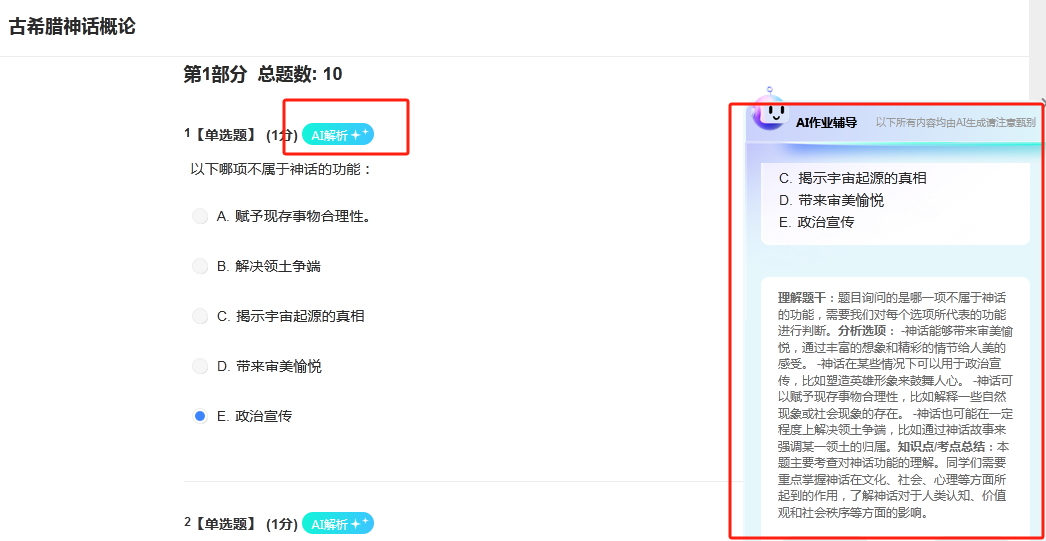 古希腊神话概论
第1部分 总题数: 10
1【单选题】 (1分) AI解析
以下哪项不属于神话的功能：
A. 赋予现存事物合理性。
B. 解决领土争端
C. 揭示宇宙起源的真相
D. 带来审美愉悦
E. 政治宣传
2【单选题】 (1分) AI解析
AI作业辅导 以下所有内容均由AI生成请注意甄别
C. 揭示宇宙起源的真相
D. 带来审美愉悦
E. 政治宣传
理解题干：题目询问的是哪一项不属于神话
的功能，需要我们对每个选项所代表的功能
进行判断。分析选项： -神话能够带来审美愉
悦，通过丰富的想象和精彩的情节给人美的
感受。 -神话在某些情况下可以用于政治宣
传，比如塑造英雄形象来鼓舞人心。 -神话可
以赋予现存事物合理性，比如解释一些自然
现象或社会现象的存在。 -神话也可能在一定
程度上解决领土争端，比如通过神话故事来
强调某一领土的归属。知识点/考点总结：本
题主要考查对神话功能的理解。同学们需要
重点掌握神话在文化、社会、心理等方面所
起到的作用，了解神话对于人类认知、价值
观和社会秩序等方面的影响。